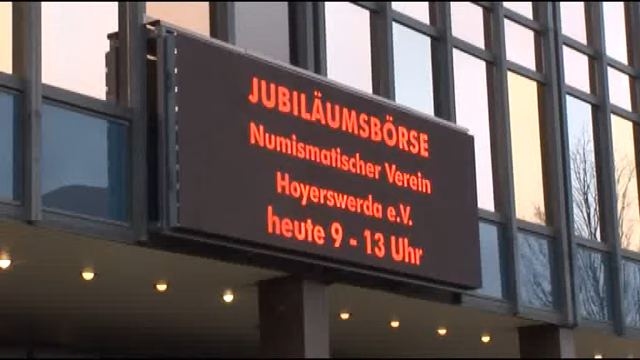 JUBILÄUMSBÖRSE
Numismatischer Verein
Hoyerswerda e.V.
heute 9 - 13 Uhr